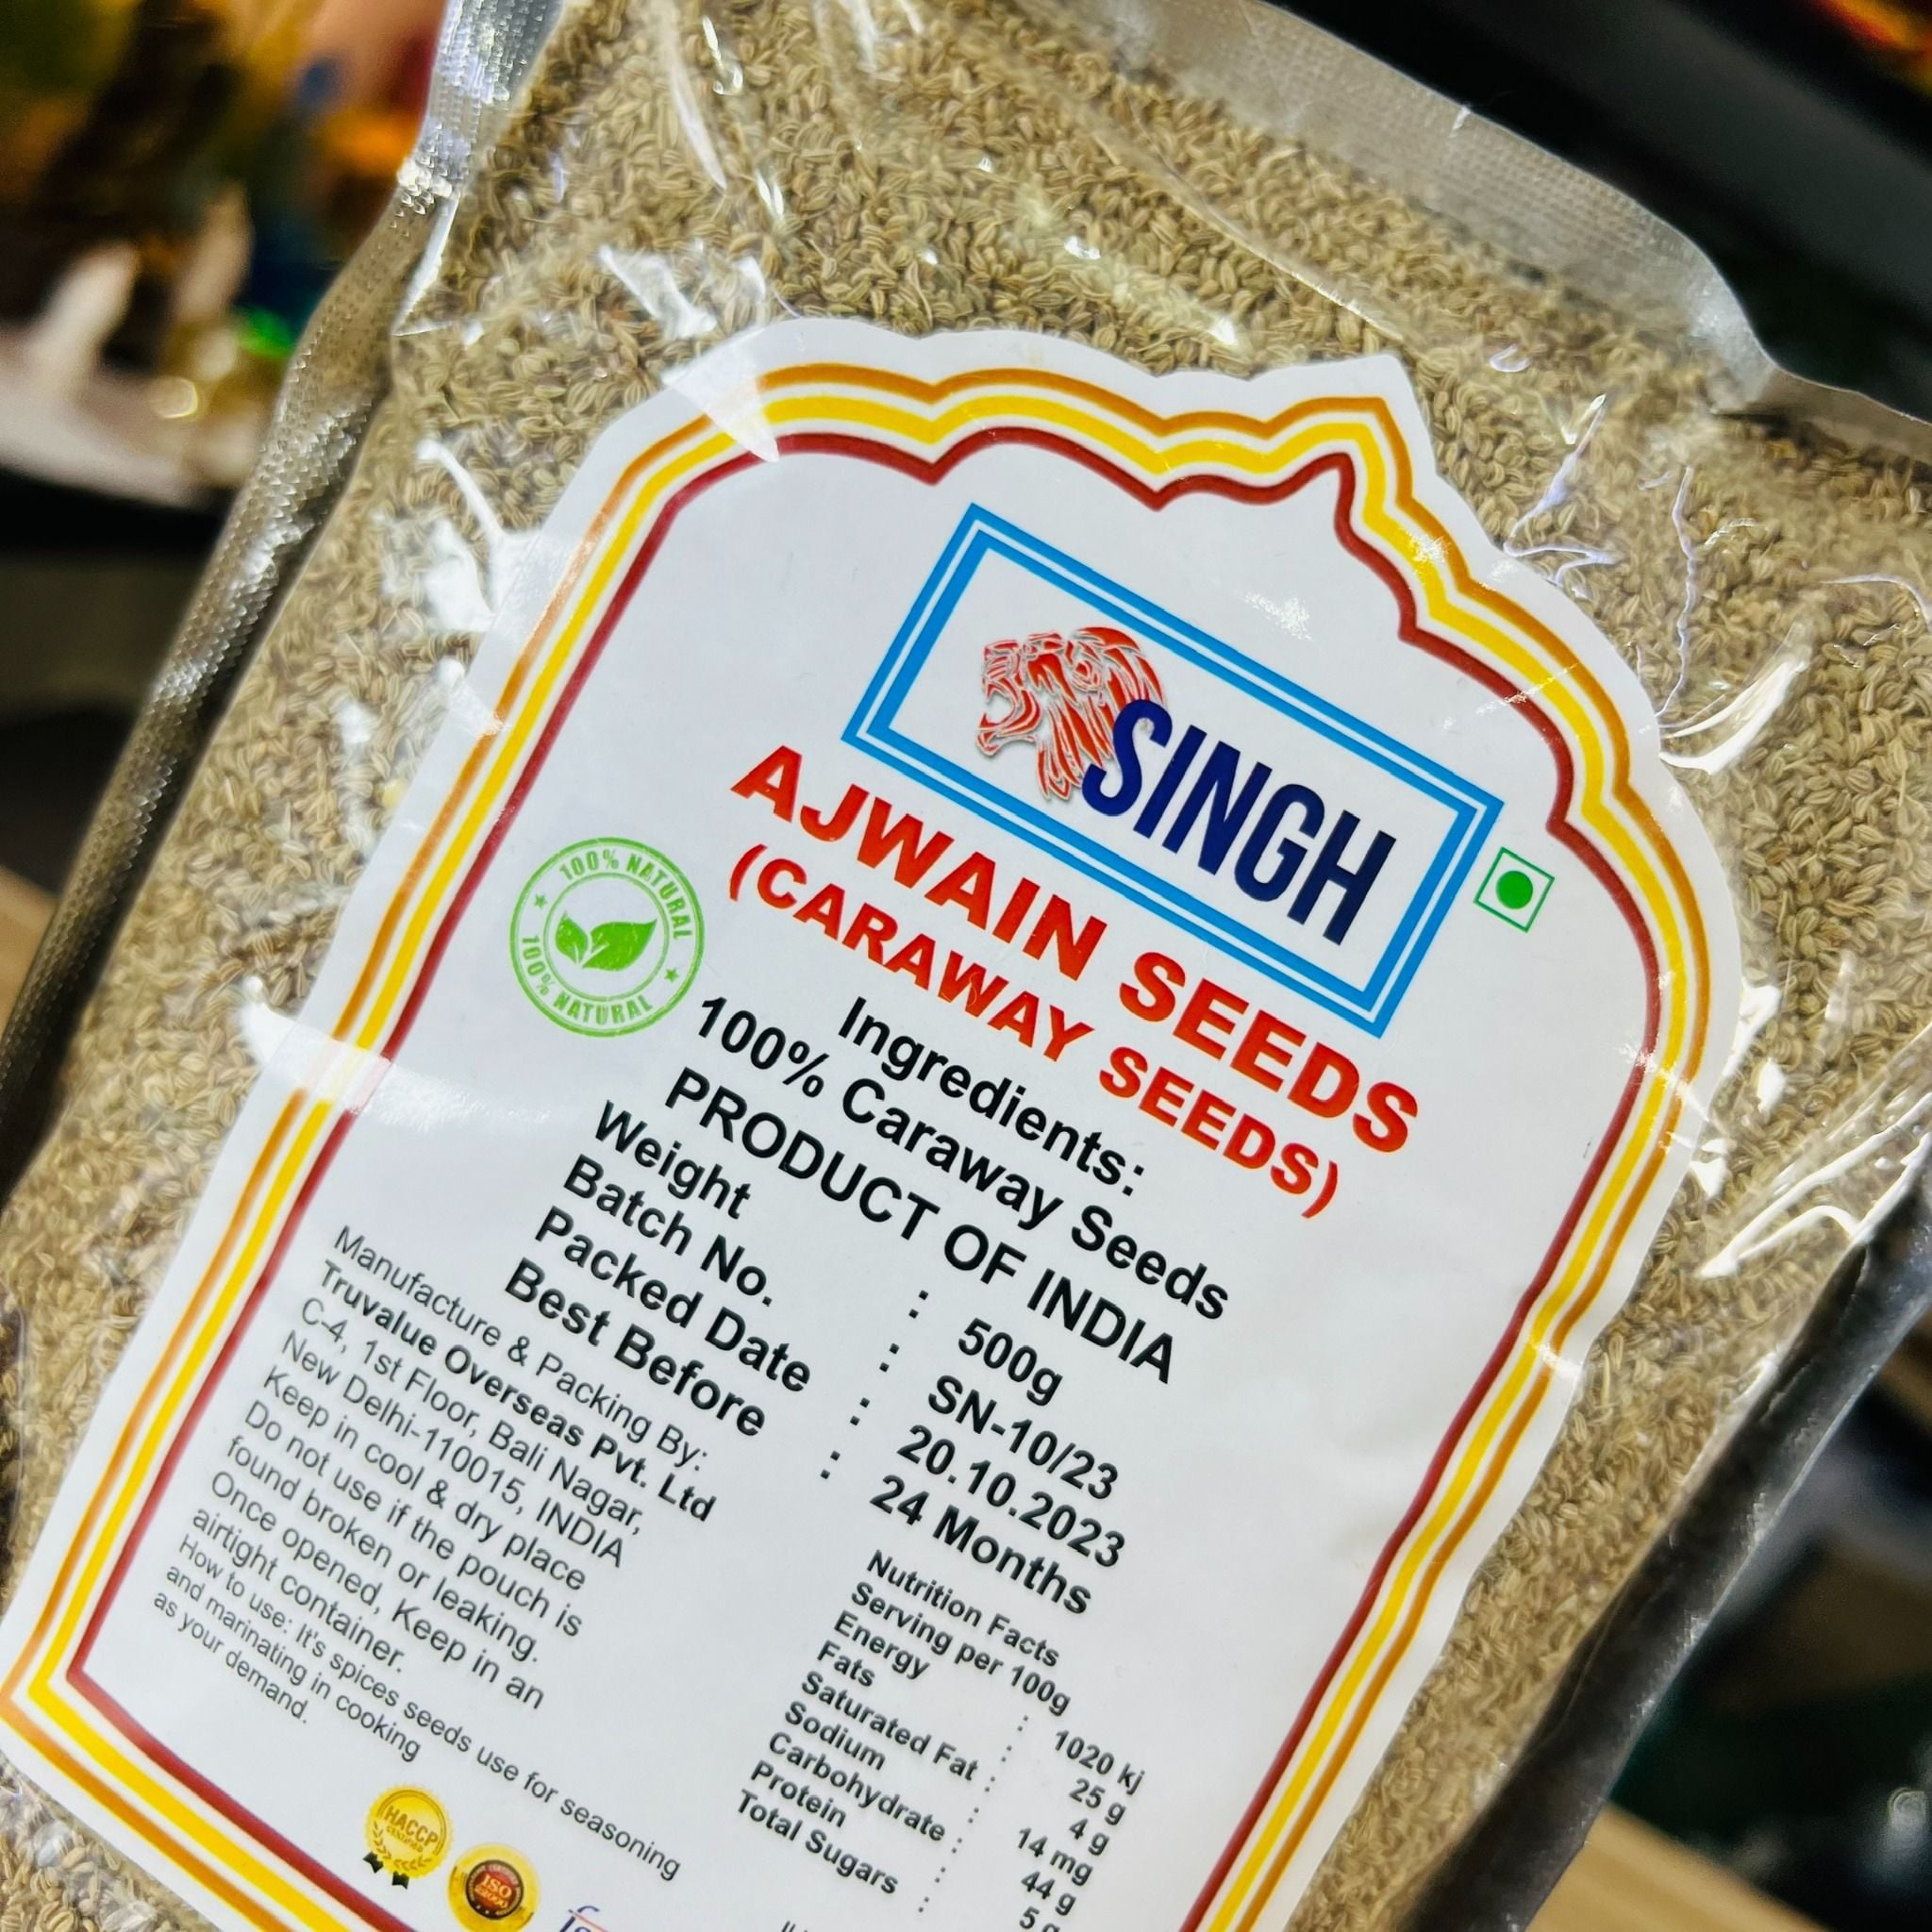 SINGH
AJWAIN SEEDS
(CARAWAY SEEDS)
100% NATURAL
100% NATURAL
Ingredients:
100% Caraway Seeds
PRODUCT OF INDIA
Weight : 500g
Batch No. : SN-10/23
Packed Date : 20.10.2023
Best Before : 24 Months
Manufacture & Packing By:
Truvalue Overseas Pvt. Ltd
C-4, 1st Floor, Bali Nagar,
New Delhi-110015, INDIA
Keep in cool & dry place
Do not use if the pouch is
found broken or leaking.
Once opened, Keep in an
airtight container.
How to use: It's spices seeds use for seasoning
and marinating in cooking
as your demand.
Nutrition Facts
Serving per 100g
Energy : 1020 kj
Fats : 25 g
Saturated Fat : 4 g
Sodium : 14 mg
Carbohydrate : 44 g
Protein : 5 g
Total Sugars :
HACCP
CERTIFIED
ISO